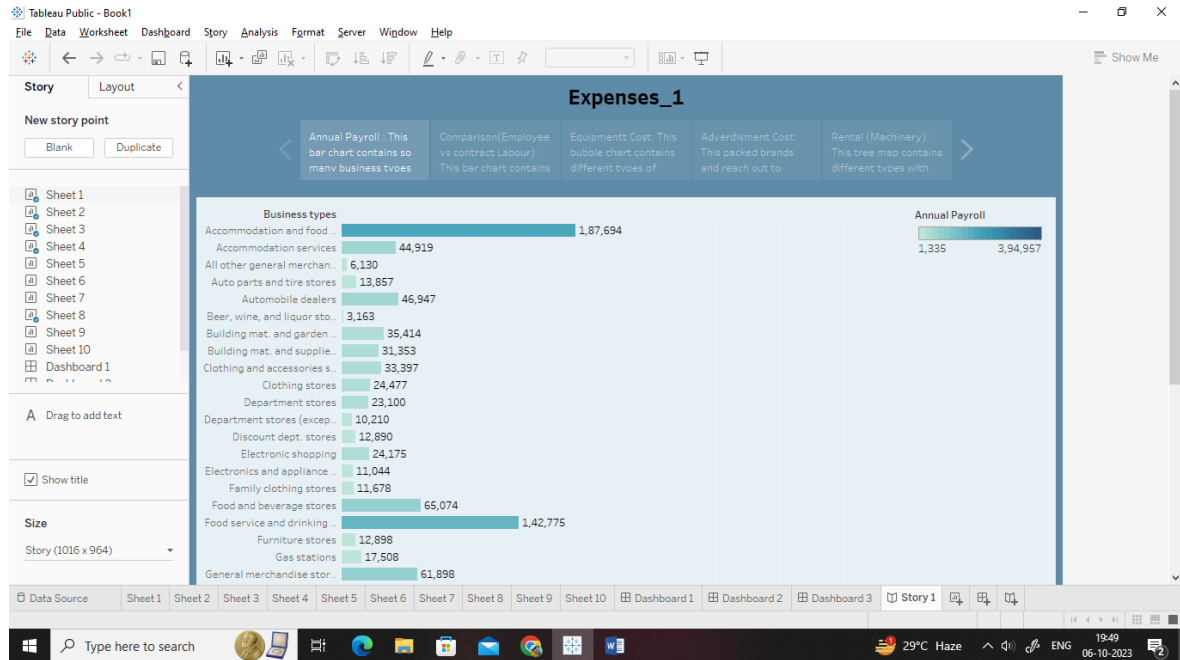 Tableau Public - Book1
File Data Worksheet Dashboard Story Analysis Format Server Window Help
Show Me
Story Layout
New story point
Blank Duplicate
Sheet 1
Sheet 2
Sheet 3
Sheet 4
Sheet 5
Sheet 6
Sheet 7
Sheet 8
Sheet 9
Sheet 10
Dashboard 1
A Drag to add text
Show title
Size
Story (1016 x 964)
Expenses_1
Annual Payroll : This
bar chart contains so
many business types
Comparison(Employee
vs contract Labour):
This bar chart contains
Equipmentt Cost: This
bubble chart contains
different types of
Adverdisment Cost:
This packed brands
and reach out to
Rental (Machinery):
This tree map contains
different types with
Business types
Accommodation and food .. 1,87,694
Accommodation services 44,919
All other general merchan.. 6,130
Auto parts and tire stores 13,857
Automobile dealers 46,947
Beer, wine, and liquor sto.. 3,163
Building mat. and garden .. 35,414
Building mat. and supplie.. 31,353
Clothing and accessories s.. 33,397
Clothing stores 24,477
Department stores 23,100
Department stores (excep.. 10,210
Discount dept. stores 12,890
Electronic shopping 24,175
Electronics and appliance .. 11,044
Family clothing stores 11,678
Food and beverage stores 65,074
Food service and drinking .. 1,42,775
Furniture stores 12,898
Gas stations 17,508
General merchandise stor.. 61,898
Annual Payroll
1,335 3,94,957
Data Source Sheet 1 Sheet 2 Sheet 3 Sheet 4 Sheet 5 Sheet 6 Sheet 7 Sheet 8 Sheet 9 Sheet 10 Dashboard 1 Dashboard 2 Dashboard 3 Story 1
Type here to search
29°C Haze ENG 19:49
06-10-2023
2